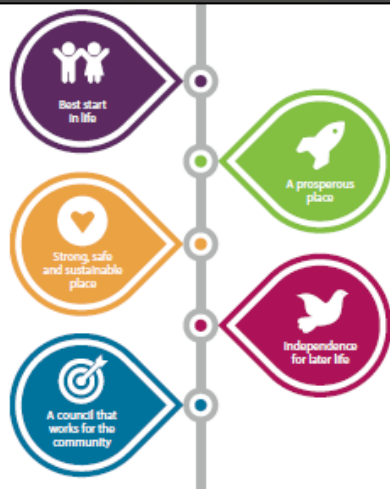 Best start
in life
A prosperous
place
Strong, safe
and sustainable
place
Independence
for later life
A council that
works for the
community